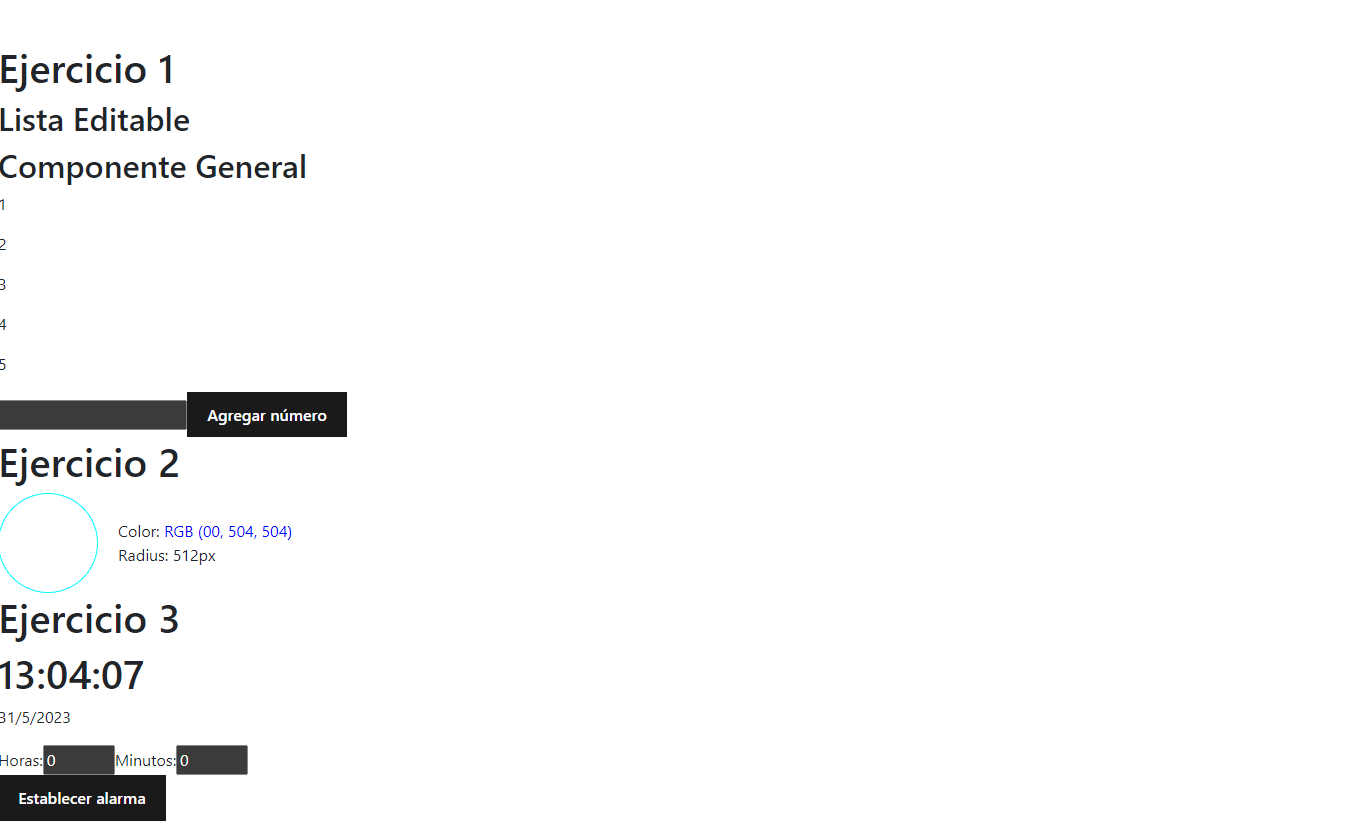 Ejercicio 1
Lista Editable
Componente General
1
2
3
4
5
Agregar número
Ejercicio 2
Color: RGB (00, 504, 504)
Radius: 512px
Ejercicio 3
13:04:07
31/5/2023
Horas: 0 Minutos: 0
Establecer alarma